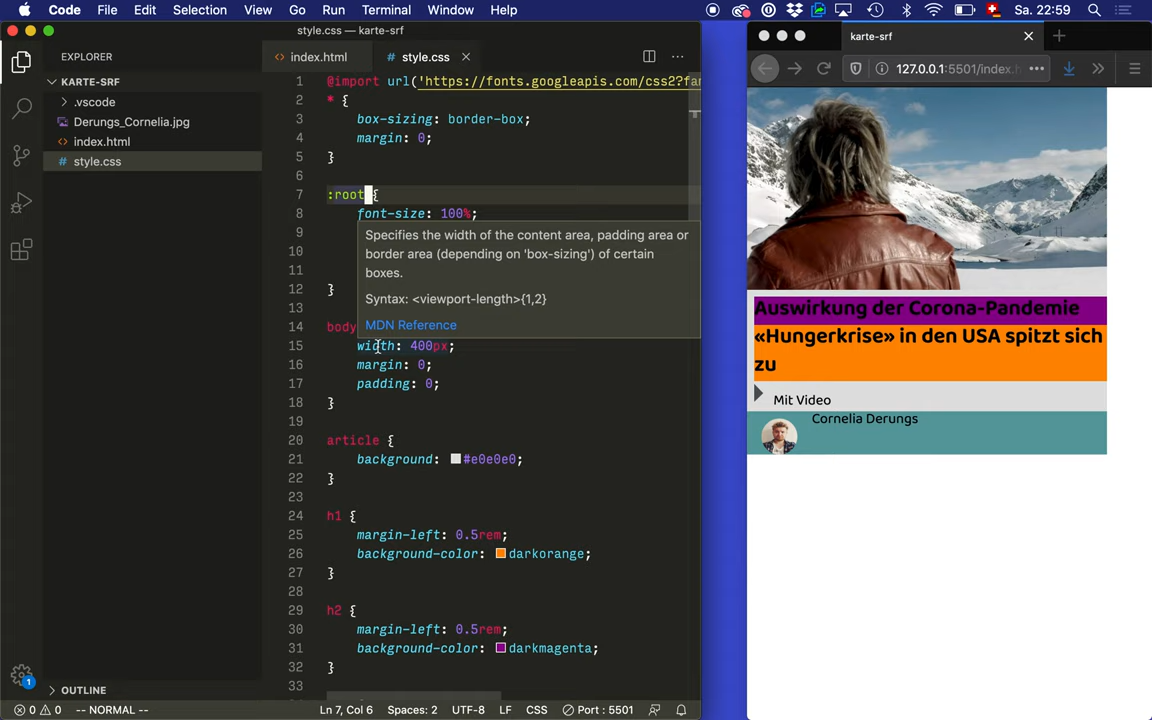 Code File Edit Selection View Go Run Terminal Window Help Sa. 22:59
style.css — karte-srf
EXPLORER
KARTE-SRF
.vscode
Derungs_Cornelia.jpg
index.html
style.css
OUTLINE
index.html
style.css
1 @import url('https://fonts.googleapis.com/css2?fa
2 * {
3 box-sizing: border-box;
4 margin: 0;
5 }
6
7 :root {
8 font-size: 100%;
9
10
11
12 }
13
14 body
15 width: 400px;
16 margin: 0;
17 padding: 0;
18 }
19
20 article {
21 background: #e0e0e0;
22 }
23
24 h1 {
25 margin-left: 0.5rem;
26 background-color: darkorange;
27 }
28
29 h2 {
30 margin-left: 0.5rem;
31 background-color: darkmagenta;
32 }
33
Specifies the width of the content area, padding area or
border area (depending on 'box-sizing') of certain
boxes.
Syntax: <viewport-length>{1,2}
MDN Reference
1
0 0 -- NORMAL -- Ln 7, Col 6 Spaces: 2 UTF-8 LF CSS Port : 5501
karte-srf
127.0.0.1:5501/index.h
Auswirkung der Corona-Pandemie
«Hungerkrise» in den USA spitzt sich
zu
Mit Video
Cornelia Derungs